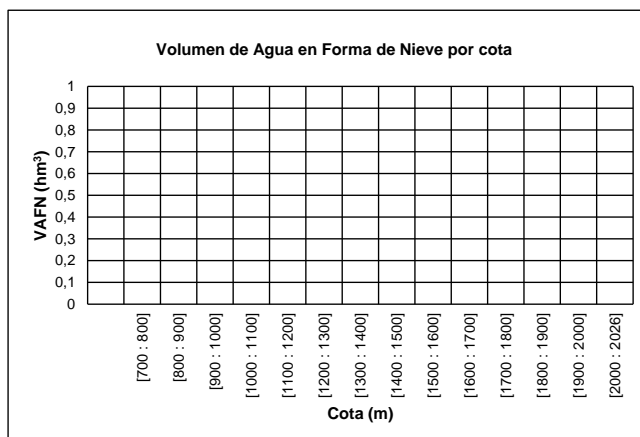 Volumen de Agua en Forma de Nieve por cota
VAFN (hm³)
1
0,9
0,8
0,7
0,6
0,5
0,4
0,3
0,2
0,1
0
[700 : 800]
[800 : 900]
[900 : 1000]
[1000 : 1100]
[1100 : 1200]
[1200 : 1300]
[1300 : 1400]
[1400 : 1500]
[1500 : 1600]
[1600 : 1700]
[1700 : 1800]
[1800 : 1900]
[1900 : 2000]
[2000 : 2026]
Cota (m)